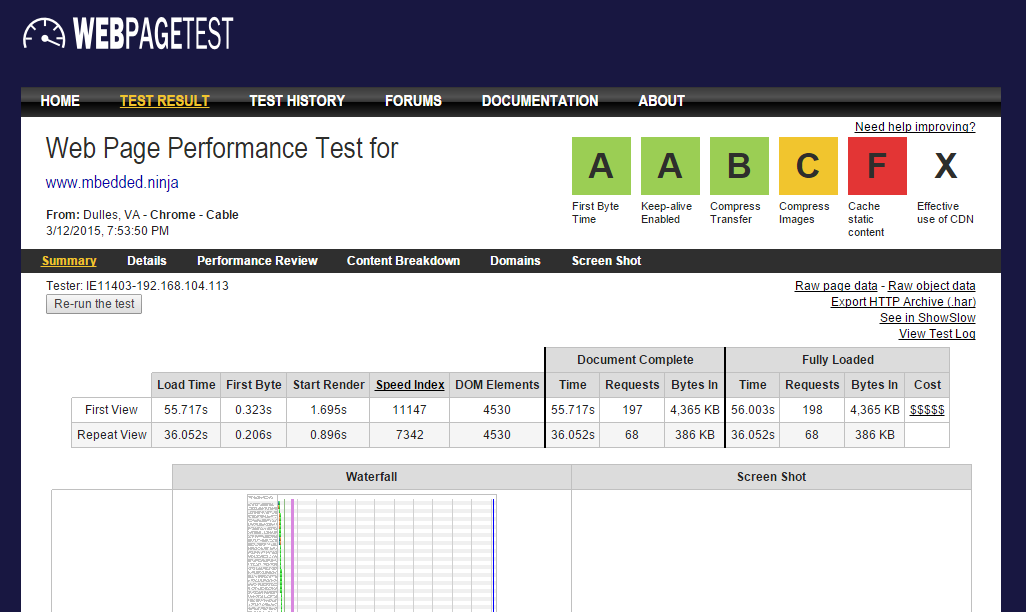 WEBPAGETEST
HOME TEST RESULT TEST HISTORY FORUMS DOCUMENTATION ABOUT
Need help improving?
Web Page Performance Test for
www.mbedded.ninja
From: Dulles, VA - Chrome - Cable
3/12/2015, 7:53:50 PM
A A B C F X
First Byte Keep-alive Compress Compress Cache Effective
Time Enabled Transfer Images static use of CDN
content
Summary Details Performance Review Content Breakdown Domains Screen Shot
Tester: IE11403-192.168.104.113
Re-run the test
Raw page data - Raw object data
Export HTTP Archive (.har)
See in ShowSlow
View Test Log
Document Complete Fully Loaded
Load Time First Byte Start Render Speed Index DOM Elements Time Requests Bytes In Time Requests Bytes In Cost
First View 55.717s 0.323s 1.695s 11147 4530 55.717s 197 4,365 KB 56.003s 198 4,365 KB $$$$$
Repeat View 36.052s 0.206s 0.896s 7342 4530 36.052s 68 386 KB 36.052s 68 386 KB
Waterfall Screen Shot